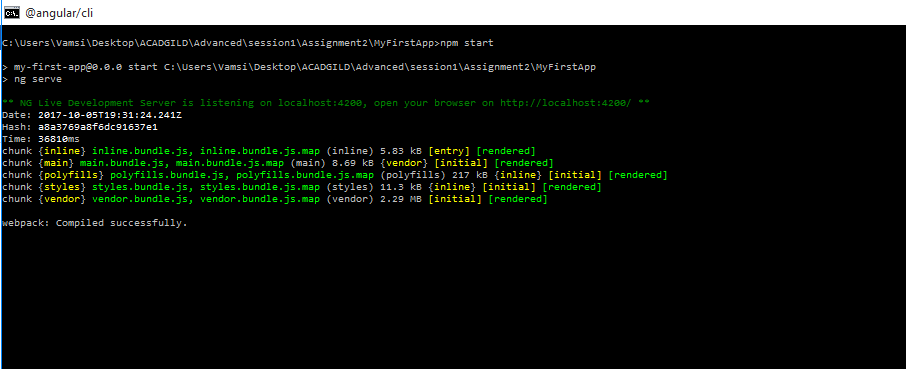 @angular/cli
C:\Users\Vamsi\Desktop\ACADGILD\Advanced\session1\Assignment2\MyFirstApp>npm start
> my-first-app@0.0.0 start C:\Users\Vamsi\Desktop\ACADGILD\Advanced\session1\Assignment2\MyFirstApp
> ng serve
** NG Live Development Server is listening on localhost:4200, open your browser on http://localhost:4200/ **
Date: 2017-10-05T19:31:24.241Z
Hash: a8a3769a8f6dc91637e1
Time: 36810ms
chunk {inline} inline.bundle.js, inline.bundle.js.map (inline) 5.83 kB [entry] [rendered]
chunk {main} main.bundle.js, main.bundle.js.map (main) 8.69 kB {vendor} [initial] [rendered]
chunk {polyfills} polyfills.bundle.js, polyfills.bundle.js.map (polyfills) 217 kB {inline} [initial] [rendered]
chunk {styles} styles.bundle.js, styles.bundle.js.map (styles) 11.3 kB {inline} [initial] [rendered]
chunk {vendor} vendor.bundle.js, vendor.bundle.js.map (vendor) 2.29 MB [initial] [rendered]
webpack: Compiled successfully.